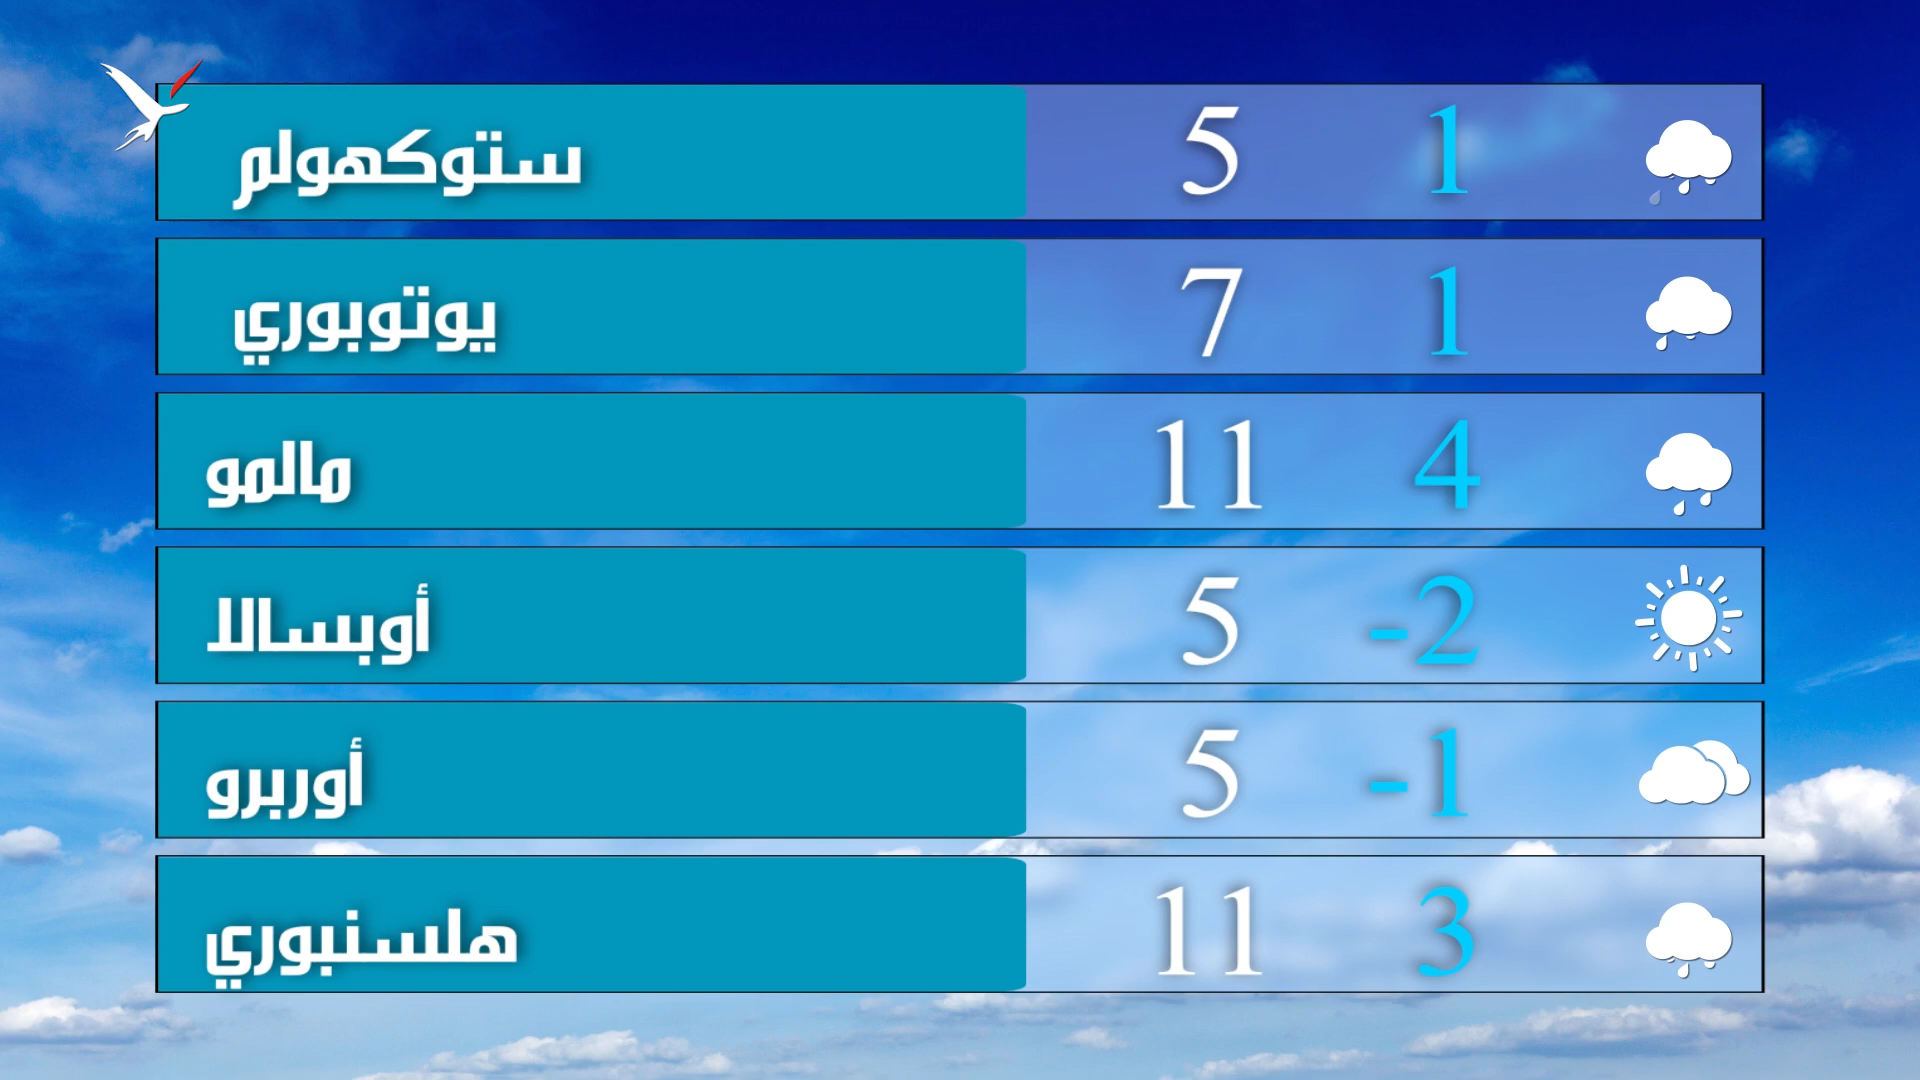 ستوكهولم 5 1
يوتوبوري 7 1
مالمو 11 4
أوبسالا 5 -2
أوربرو 5 -1
هلسنبوري 11 3